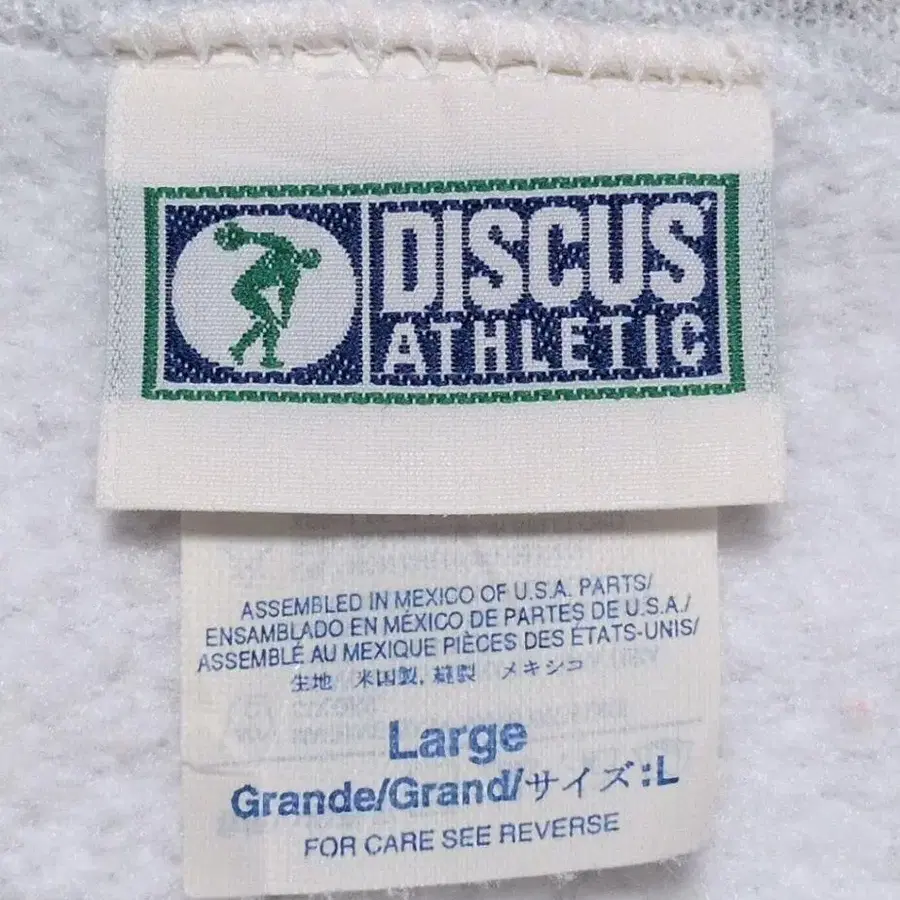 DISCUS
ATHLETIC
ASSEMBLED IN MEXICO OF U.S.A. PARTS/
ENSAMBLADO EN MÉXICO DE PARTES DE U.S.A./
ASSEMBLÉ AU MEXIQUE PIÈCES DES ÉTATS-UNIS/
生地 米国製, 縫製 メキシコ
Large
Grande/Grand/サイズ:L
FOR CARE SEE REVERSE